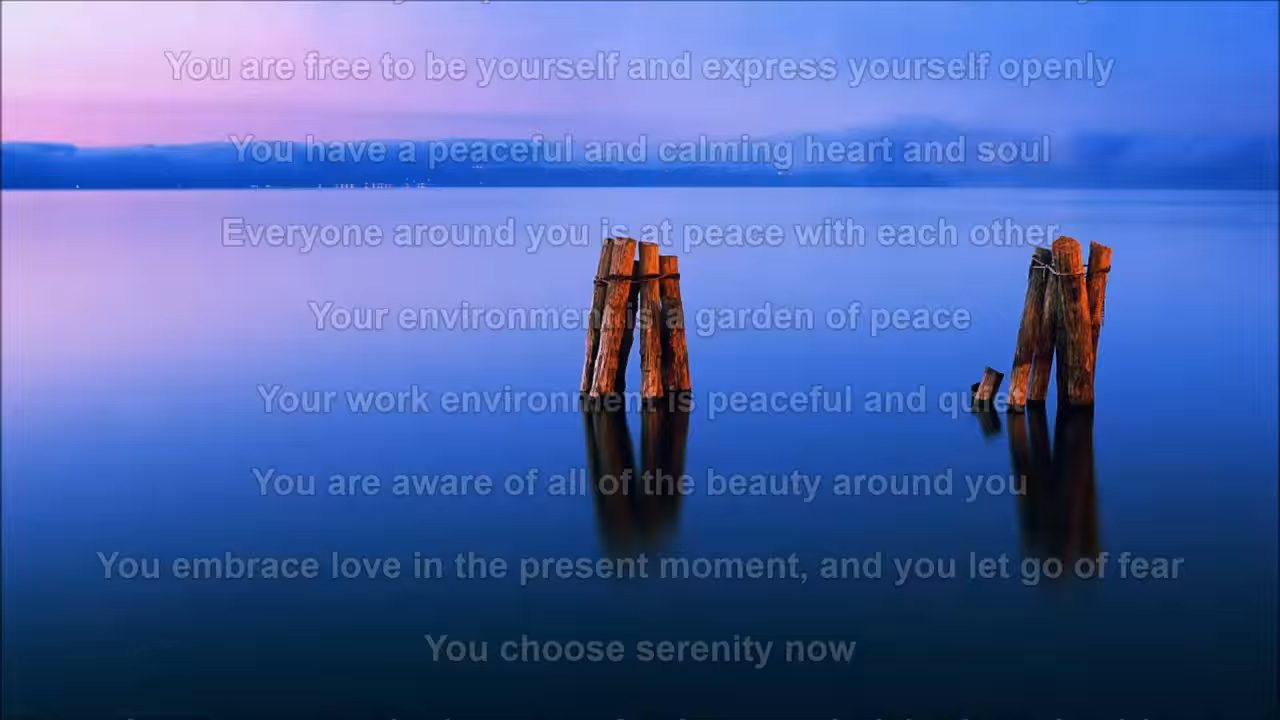 You are free to be yourself and express yourself openly
You have a peaceful and calming heart and soul
Everyone around you is at peace with each other
Your environment is a garden of peace
Your work environment is peaceful and quiet
You are aware of all of the beauty around you
You embrace love in the present moment, and you let go of fear
You choose serenity now